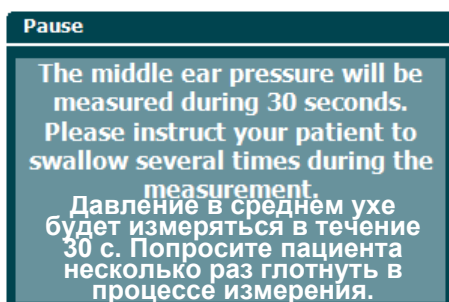 Pause
The middle ear pressure will be
measured during 30 seconds.
Please instruct your patient to
swallow several times during the
measurement.
Давление в среднем ухе
будет измеряться в течение
30 с. Попросите пациента
несколько раз глотнуть в
процессе измерения.